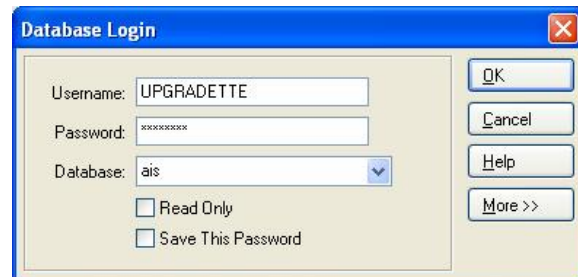 Database Login
Username: UPGRADETTE
Password: ********
Database: ais
Read Only
Save This Password
OK
Cancel
Help
More >>